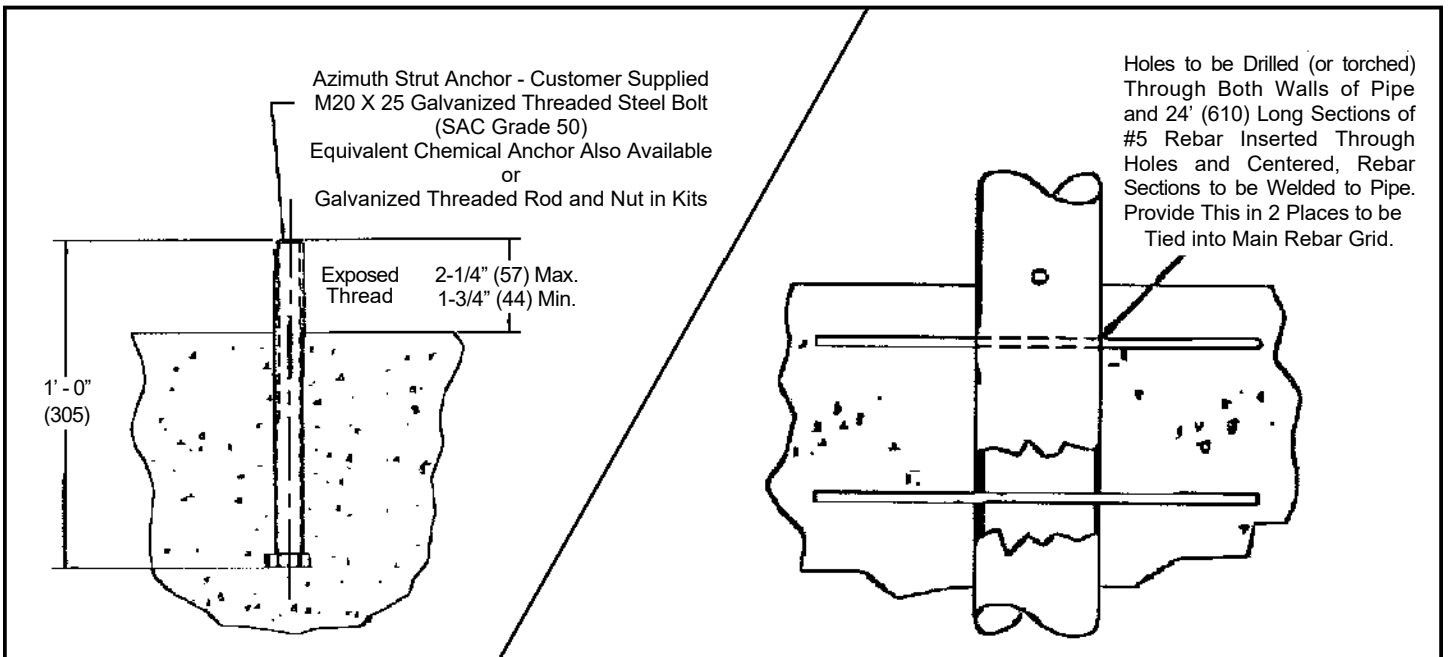 Azimuth Strut Anchor - Customer Supplied
M20 X 25 Galvanized Threaded Steel Bolt
(SAC Grade 50)
Equivalent Chemical Anchor Also Available
or
Galvanized Threaded Rod and Nut in Kits
Exposed
Thread
2-1/4” (57) Max.
1-3/4” (44) Min.
1’ - 0”
(305)
Holes to be Drilled (or torched)
Through Both Walls of Pipe
and 24’ (610) Long Sections of
#5 Rebar Inserted Through
Holes and Centered, Rebar
Sections to be Welded to Pipe.
Provide This in 2 Places to be
Tied into Main Rebar Grid.